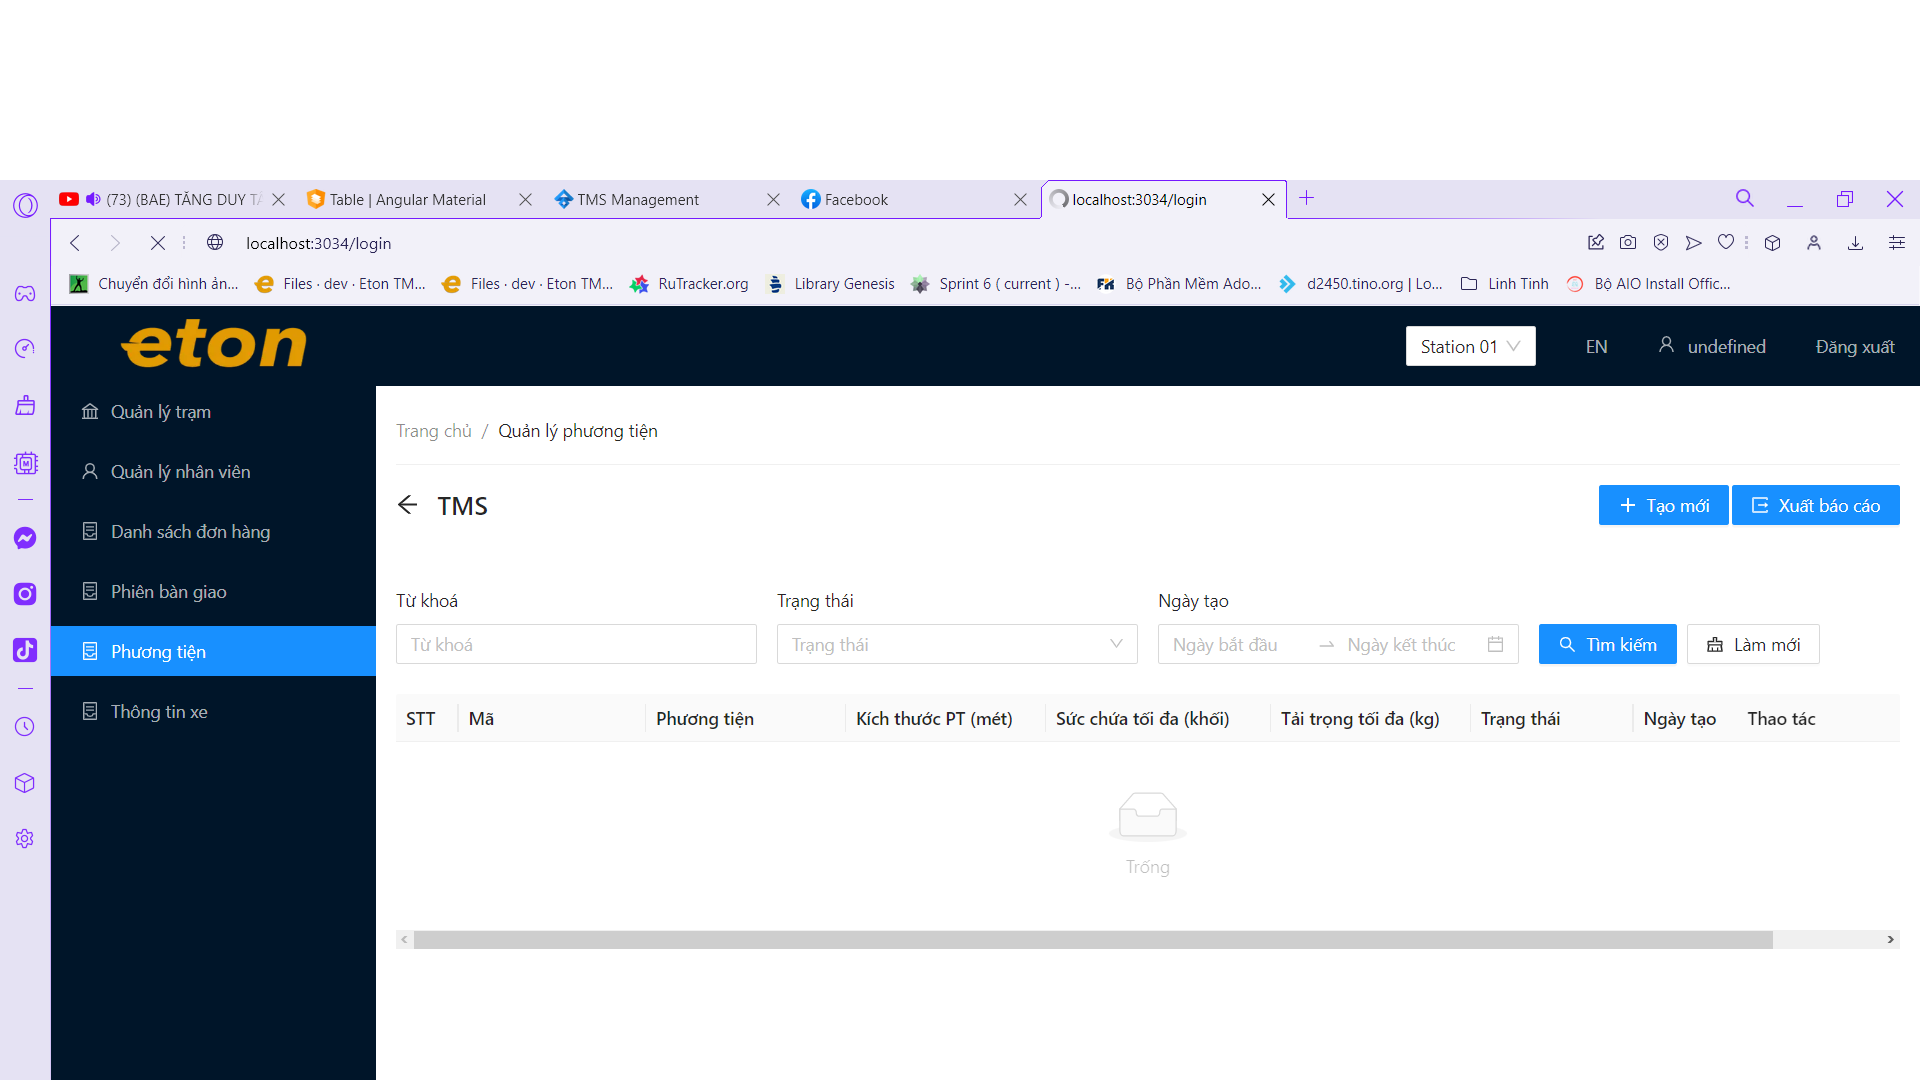 (73) (BAE) TĂNG DUY T
Table | Angular Material
TMS Management
Facebook
localhost:3034/login
localhost:3034/login
Chuyển đổi hình ản...
Files · dev · Eton TM...
Files · dev · Eton TM...
RuTracker.org
Library Genesis
Sprint 6 ( current ) -...
Bộ Phần Mềm Ado...
d2450.tino.org | Lo...
Linh Tinh
Bộ AIO Install Offic...
eton
Station 01
EN
undefined
Đăng xuất
Quản lý trạm
Quản lý nhân viên
Danh sách đơn hàng
Phiên bàn giao
Phương tiện
Thông tin xe
Trang chủ / Quản lý phương tiện
TMS
Tạo mới
Xuất báo cáo
Từ khoá
Trạng thái
Ngày tạo
Từ khoá
Trạng thái
Ngày bắt đầu
Ngày kết thúc
Tìm kiếm
Làm mới
STT
Mã
Phương tiện
Kích thước PT (mét)
Sức chứa tối đa (khối)
Tải trọng tối đa (kg)
Trạng thái
Ngày tạo
Thao tác
Trống